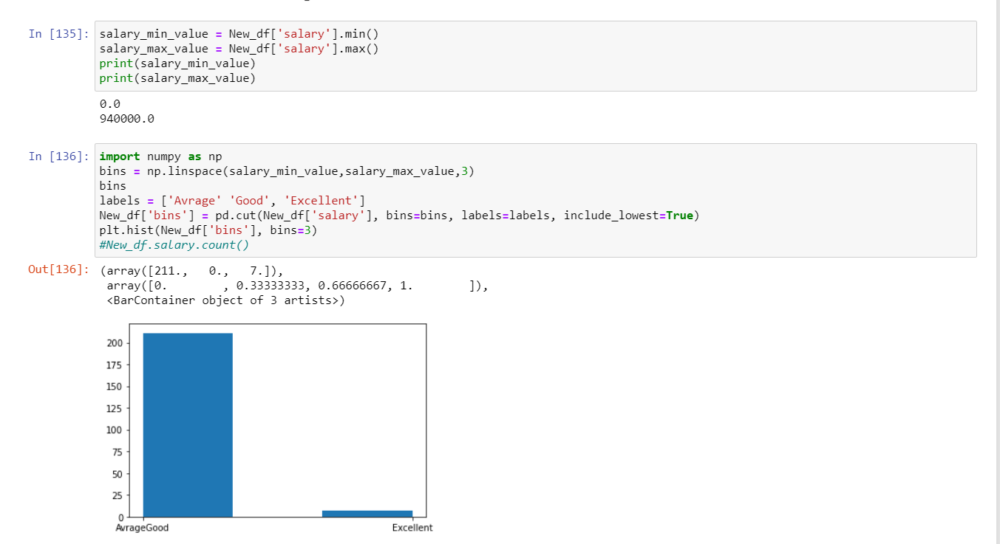 In [135]: salary_min_value = New_df['salary'].min()
salary_max_value = New_df['salary'].max()
print(salary_min_value)
print(salary_max_value)
0.0
940000.0
In [136]: import numpy as np
bins = np.linspace(salary_min_value,salary_max_value,3)
bins
labels = ['Avrage' 'Good', 'Excellent']
New_df['bins'] = pd.cut(New_df['salary'], bins=bins, labels=labels, include_lowest=True)
plt.hist(New_df['bins'], bins=3)
#New_df.salary.count()
Out[136]: (array([211.,   0.,   7.]),
array([0.        , 0.33333333, 0.66666667, 1.        ]),
<BarContainer object of 3 artists>)
200
175
150
125
100
75
50
25
0
AvrageGood Excellent